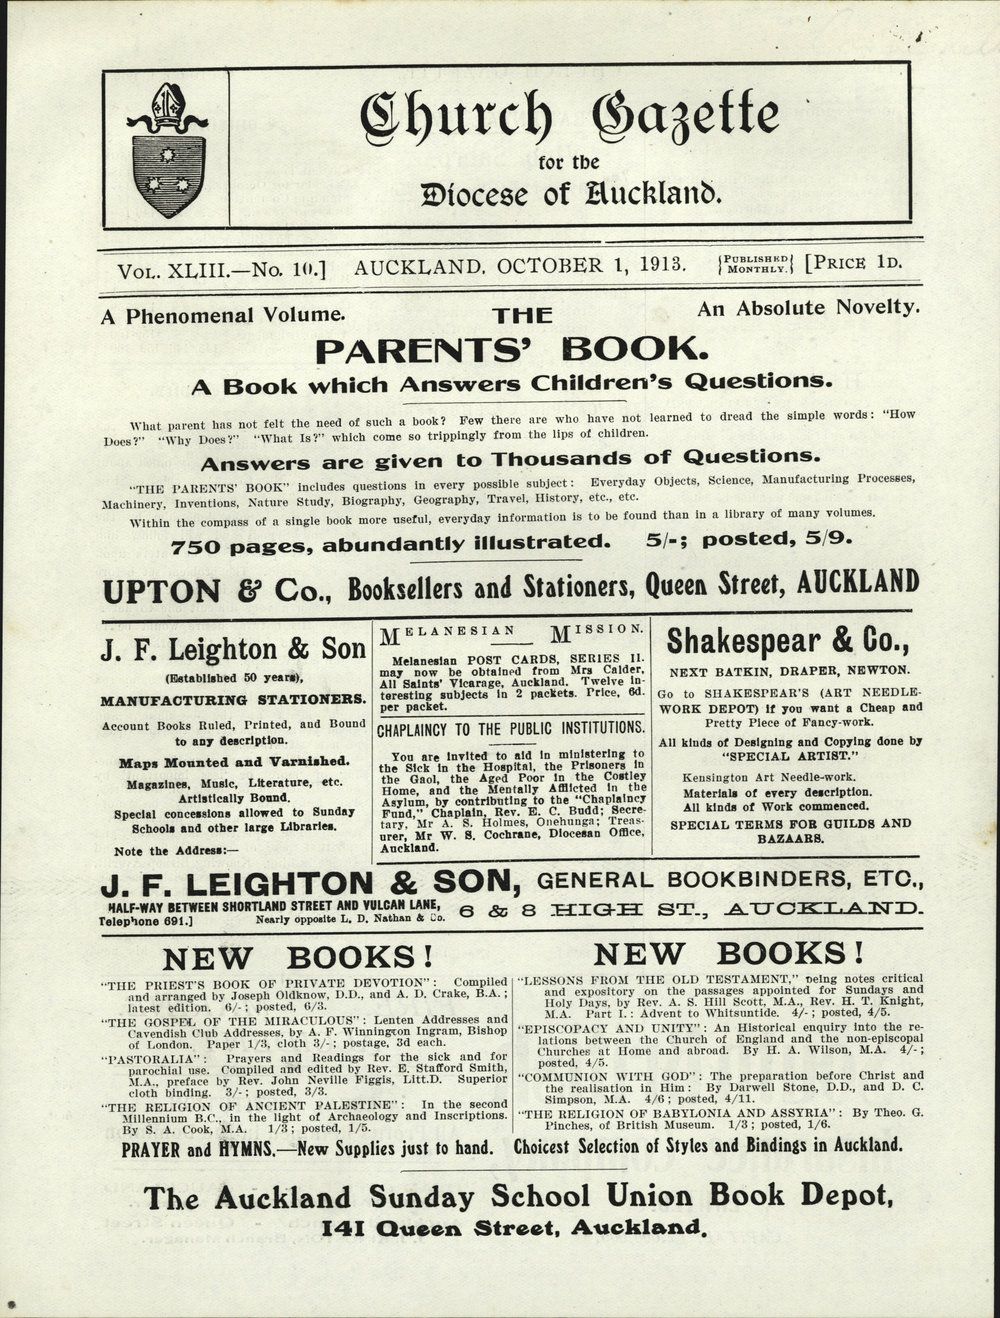 Church Gazette
for the
Diocese of Auckland.
VOL. XLIII.—No. 10.] AUCKLAND, OCTOBER 1, 1913. {PUBLISHED MONTHLY.} [PRICE 1D.
A Phenomenal Volume. THE An Absolute Novelty.
PARENTS' BOOK.
A Book which Answers Children's Questions.
What parent has not felt the need of such a book? Few there are who have not learned to dread the simple words: "How
Does?" "Why Does?" "What Is?" which come so trippingly from the lips of children.
Answers are given to Thousands of Questions.
"THE PARENTS' BOOK" includes questions in every possible subject: Everyday Objects, Science, Manufacturing Processes,
Machinery, Inventions, Nature Study, Biography, Geography, Travel, History, etc., etc.
Within the compass of a single book more useful, everyday information is to be found than in a library of many volumes.
750 pages, abundantly illustrated. 5/-; posted, 5/9.
UPTON & Co., Booksellers and Stationers, Queen Street, AUCKLAND
J. F. Leighton & Son
(Established 50 years),
MANUFACTURING STATIONERS.
Account Books Ruled, Printed, and Bound
to any description.
Maps Mounted and Varnished.
Magazines, Music, Literature, etc.
Artistically Bound.
Special concessions allowed to Sunday
Schools and other large Libraries.
Note the Address:—
MELANESIAN MISSION.
Melanesian POST CARDS, SERIES II.
may now be obtained from Mrs Calder,
All Saints' Vicarage, Auckland. Twelve in-
teresting subjects in 2 packets. Price, 6d.
per packet.
CHAPLAINCY TO THE PUBLIC INSTITUTIONS.
You are invited to aid in ministering to
the Sick in the Hospital, the Prisoners in
the Gaol, the Aged Poor in the Costley
Home, and the Mentally Afflicted in the
Asylum, by contributing to the "Chaplaincy
Fund," Chaplain, Rev. E. C. Budd; Secre-
tary, Mr A. S. Holmes, Onehunga; Treas-
urer, Mr W. S. Cochrane, Diocesan Office,
Auckland.
Shakespear & Co.,
NEXT BATKIN, DRAPER, NEWTON.
Go to SHAKESPEAR'S (ART NEEDLE-
WORK DEPOT) if you want a Cheap and
Pretty Piece of Fancy-work.
All kinds of Designing and Copying done by
"SPECIAL ARTIST."
Kensington Art Needle-work.
Materials of every description.
All kinds of Work commenced.
SPECIAL TERMS FOR GUILDS AND
BAZAARS.
J. F. LEIGHTON & SON, GENERAL BOOKBINDERS, ETC.,
HALF-WAY BETWEEN SHORTLAND STREET AND VULCAN LANE,
Telephone 691.] Nearly opposite L. D. Nathan & Co.
6 & 8 HIGH ST., AUCKLAND.
NEW BOOKS!
"THE PRIEST'S BOOK OF PRIVATE DEVOTION": Compiled
and arranged by Joseph Oldknow, D.D., and A. D. Crake, B.A.;
latest edition. 6/-; posted, 6/3.
"THE GOSPEL OF THE MIRACULOUS": Lenten Addresses and
Cavendish Club Addresses, by A. F. Winnington Ingram, Bishop
of London. Paper 1/3, cloth 3/-; postage, 3d each.
"PASTORALIA": Prayers and Readings for the sick and for
parochial use. Compiled and edited by Rev. E. Stafford Smith,
M.A., preface by Rev. John Neville Figgis, Litt.D. Superior
cloth binding. 3/-; posted, 3/3.
"THE RELIGION OF ANCIENT PALESTINE": In the second
Millennium B.C., in the light of Archaeology and Inscriptions.
By S. A. Cook, M.A. 1/3; posted, 1/5.
NEW BOOKS!
"LESSONS FROM THE OLD TESTAMENT," being notes critical
and expository on the passages appointed for Sundays and
Holy Days, by Rev. A. S. Hill Scott, M.A., Rev. H. T. Knight,
M.A. Part I.: Advent to Whitsuntide. 4/-; posted, 4/5.
"EPISCOPACY AND UNITY": An Historical enquiry into the re-
lations between the Church of England and the non-episcopal
Churches at Home and abroad. By H. A. Wilson, M.A. 4/-;
posted, 4/5.
"COMMUNION WITH GOD": The preparation before Christ and
the realisation in Him: By Darwell Stone, D.D., and D. C.
Simpson, M.A. 4/6; posted, 4/11.
"THE RELIGION OF BABYLONIA AND ASSYRIA": By Theo. G.
Pinches, of British Museum. 1/3; posted, 1/6.
PRAYER and HYMNS.—New Supplies just to hand. Choicest Selection of Styles and Bindings in Auckland.
The Auckland Sunday School Union Book Depot,
141 Queen Street, Auckland.